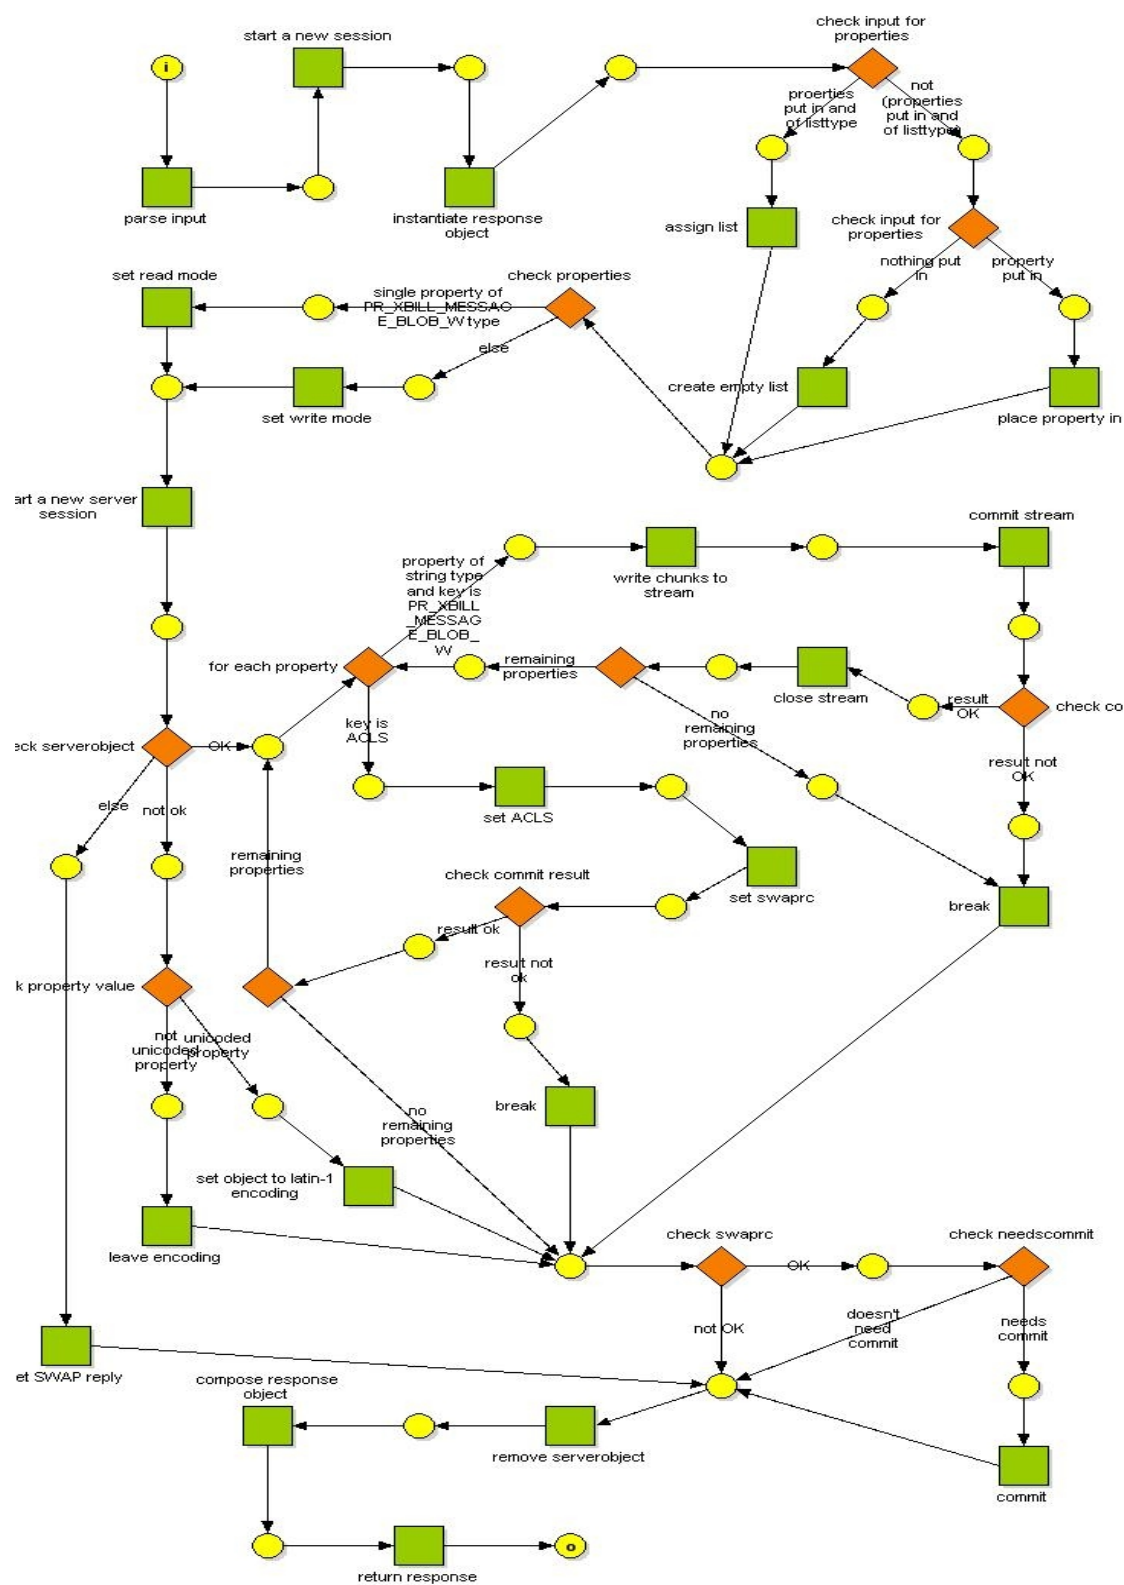 check input for
properties
start a new session
i
proerties
put in and
of listtype
not
(properties
put in and
of listtype)
parse input
instantiate response
object
assign list
check input for
properties
nothing put
in
property
put in
set read mode
check properties
single property of
PR_XBILL_MESSAG
E_BLOB_W type
else
set write mode
create empty list
place property in
art a new server
session
commit stream
property of
string type
and key is
PR_XBILL
_MESSAG
E_BLOB_
W
write chunks to
stream
for each property
remaining
properties
close stream
result
OK
check co
no
remaining
properties
key is
ACLS
eck serverobject
OK
result not
OK
else
not ok
set ACLS
remaining
properties
check commit result
set swaprc
break
result ok
result not
ok
k property value
not
unicoded
property
unicoded
property
no
remaining
properties
break
set object to latin-1
encoding
leave encoding
check swaprc
check needscommit
OK
not OK
doesn't
need
commit
needs
commit
et SWAP reply
compose response
object
remove serverobject
commit
o
return response